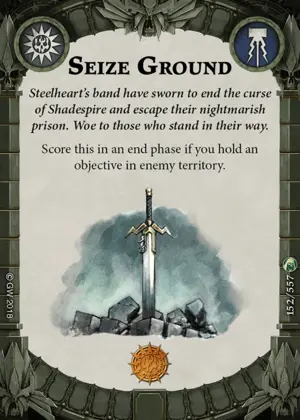 SEIZE GROUND
Steelheart's band have sworn to end the curse
of Shadespire and escape their nightmarish
prison. Woe to those who stand in their way.
Score this in an end phase if you hold an
objective in enemy territory.
© GW 2018
152/557